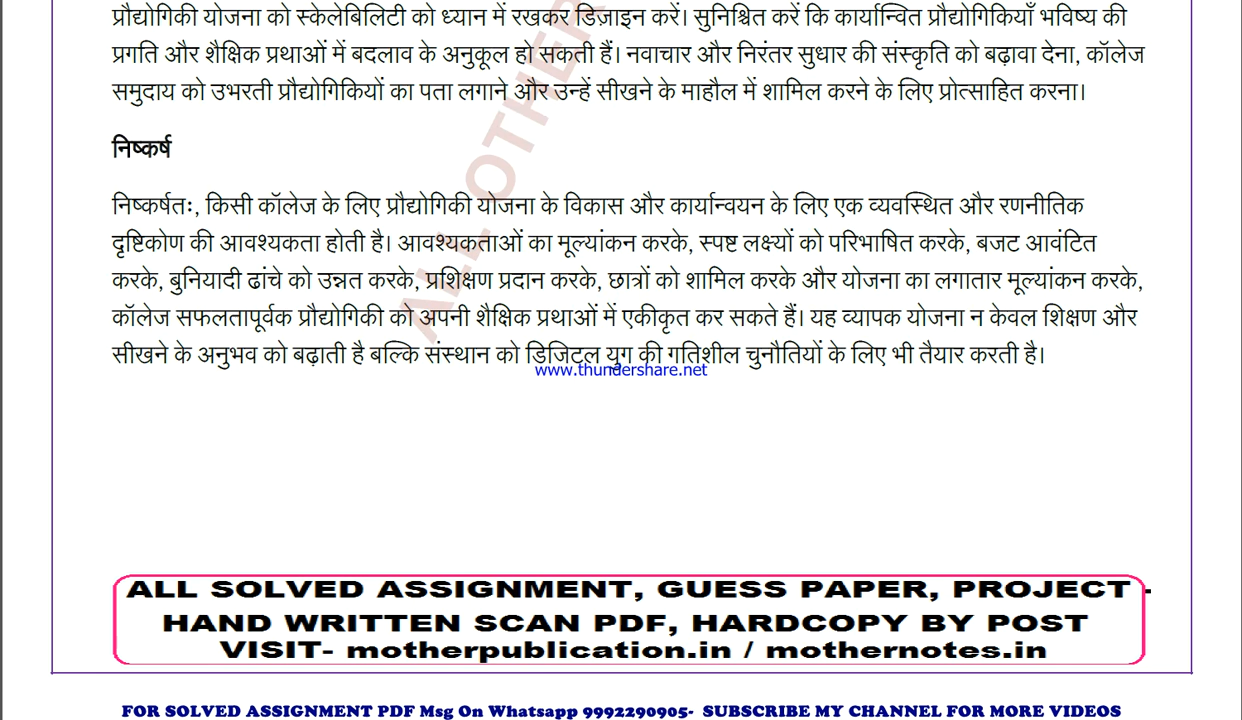 प्रौद्योगिकी योजना को स्केलेबिलिटी को ध्यान में रखकर डिज़ाइन करें। सुनिश्चित करें कि कार्यान्वित प्रौद्योगिकियाँ भविष्य की
प्रगति और शैक्षिक प्रथाओं में बदलाव के अनुकूल हो सकती हैं। नवाचार और निरंतर सुधार की संस्कृति को बढ़ावा देना, कॉलेज
समुदाय को उभरती प्रौद्योगिकियों का पता लगाने और उन्हें सीखने के माहौल में शामिल करने के लिए प्रोत्साहित करना।
ALL OTHER
निष्कर्ष
निष्कर्षतः, किसी कॉलेज के लिए प्रौद्योगिकी योजना के विकास और कार्यान्वयन के लिए एक व्यवस्थित और रणनीतिक
दृष्टिकोण की आवश्यकता होती है। आवश्यकताओं का मूल्यांकन करके, स्पष्ट लक्ष्यों को परिभाषित करके, बजट आवंटित
करके, बुनियादी ढांचे को उन्नत करके, प्रशिक्षण प्रदान करके, छात्रों को शामिल करके और योजना का लगातार मूल्यांकन करके,
कॉलेज सफलतापूर्वक प्रौद्योगिकी को अपनी शैक्षिक प्रथाओं में एकीकृत कर सकते हैं। यह व्यापक योजना न केवल शिक्षण और
सीखने के अनुभव को बढ़ाती है बल्कि संस्थान को डिजिटल युग की गतिशील चुनौतियों के लिए भी तैयार करती है।
www.thundershare.net
ALL SOLVED ASSIGNMENT, GUESS PAPER, PROJECT -
HAND WRITTEN SCAN PDF, HARDCOPY BY POST
VISIT- motherpublication.in / mothernotes.in
FOR SOLVED ASSIGNMENT PDF Msg On Whatsapp 9992290905- SUBSCRIBE MY CHANNEL FOR MORE VIDEOS